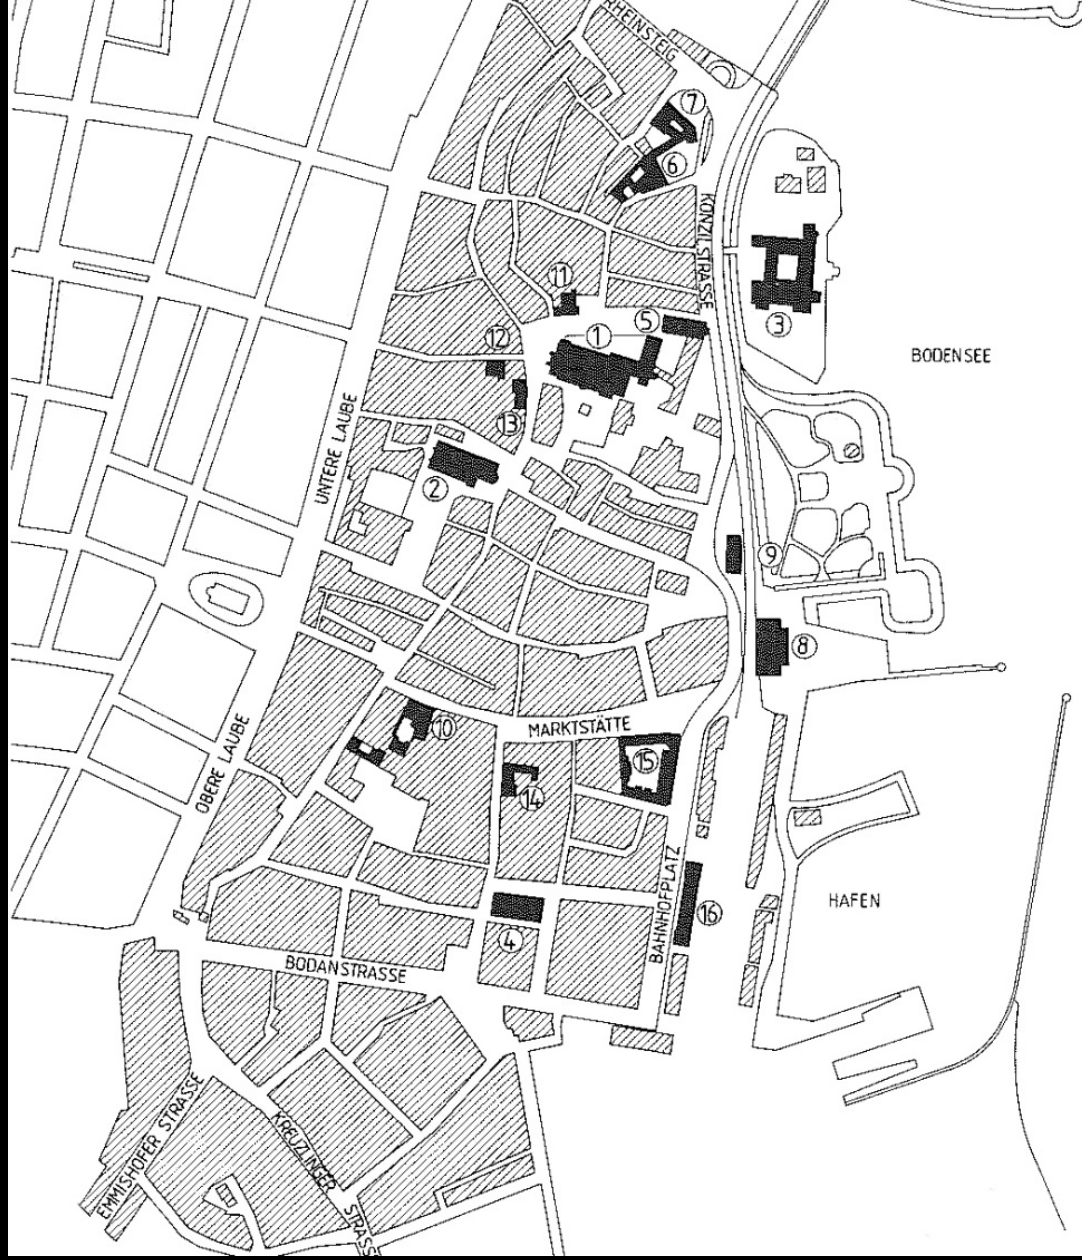 RHEINSTEIG
7
6
KONZILSTRASSE
11
5
3
12
1
BODENSEE
13
UNTERE LAUBE
2
9
8
10
MARKTSTÄTTE
OBERE LAUBE
15
14
HAFEN
BAHNHOFPLATZ
16
4
BODANSTRASSE
EMMISHOFER STRASSE
KREUZLINGER STRASSE